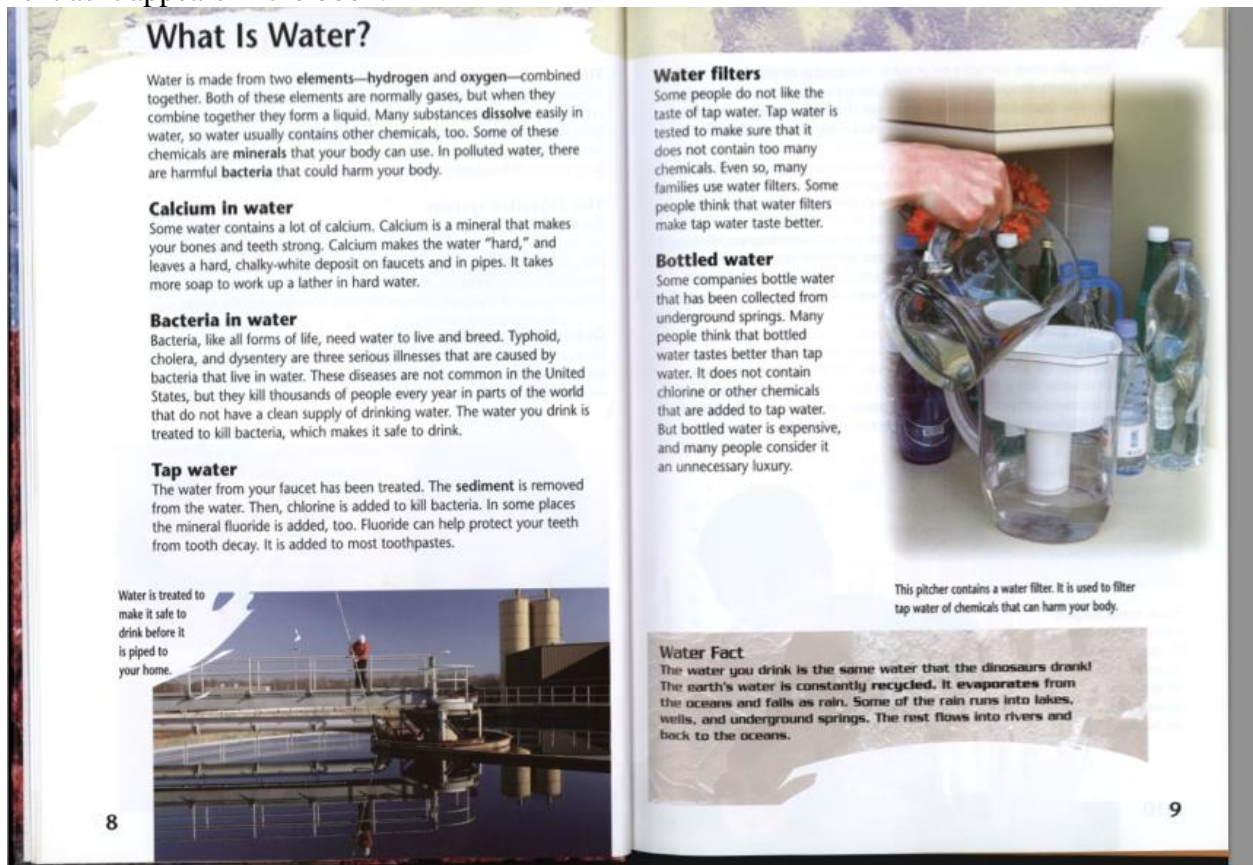 What Is Water?
Water is made from two elements—hydrogen and oxygen—combined
together. Both of these elements are normally gases, but when they
combine together they form a liquid. Many substances dissolve easily in
water, so water usually contains other chemicals, too. Some of these
chemicals are minerals that your body can use. In polluted water, there
are harmful bacteria that could harm your body.
Calcium in water
Some water contains a lot of calcium. Calcium is a mineral that makes
your bones and teeth strong. Calcium makes the water “hard,” and
leaves a hard, chalky-white deposit on faucets and in pipes. It takes
more soap to work up a lather in hard water.
Bacteria in water
Bacteria, like all forms of life, need water to live and breed. Typhoid,
cholera, and dysentery are three serious illnesses that are caused by
bacteria that live in water. These diseases are not common in the United
States, but they kill thousands of people every year in parts of the world
that do not have a clean supply of drinking water. The water you drink is
treated to kill bacteria, which makes it safe to drink.
Tap water
The water from your faucet has been treated. The sediment is removed
from the water. Then, chlorine is added to kill bacteria. In some places
the mineral fluoride is added, too. Fluoride can help protect your teeth
from tooth decay. It is added to most toothpastes.
Water is treated to
make it safe to
drink before it
is piped to
your home.
8
Water filters
Some people do not like the
taste of tap water. Tap water is
tested to make sure that it
does not contain too many
chemicals. Even so, many
families use water filters. Some
people think that water filters
make tap water taste better.
Bottled water
Some companies bottle water
that has been collected from
underground springs. Many
people think that bottled
water tastes better than tap
water. It does not contain
chlorine or other chemicals
that are added to tap water.
But bottled water is expensive,
and many people consider it
an unnecessary luxury.
This pitcher contains a water filter. It is used to filter
tap water of chemicals that can harm your body.
Water Fact
The water you drink is the same water that the dinosaurs drank!
The earth's water is constantly recycled. It evaporates from
the oceans and falls as rain. Some of the rain runs into lakes,
wells, and underground springs. The rest flows into rivers and
back to the oceans.
9